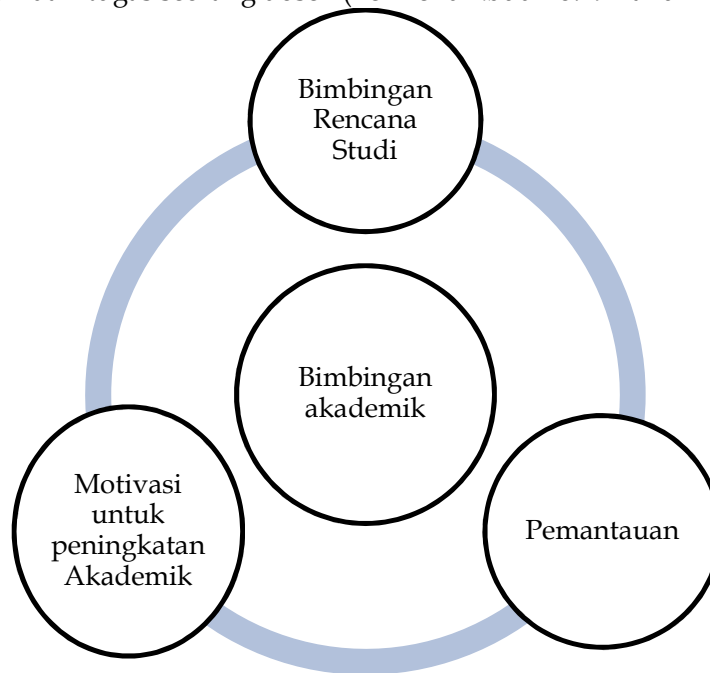 Bimbingan
Rencana
Studi
Bimbingan
akademik
Motivasi
untuk
peningkatan
Akademik
Pemantauan